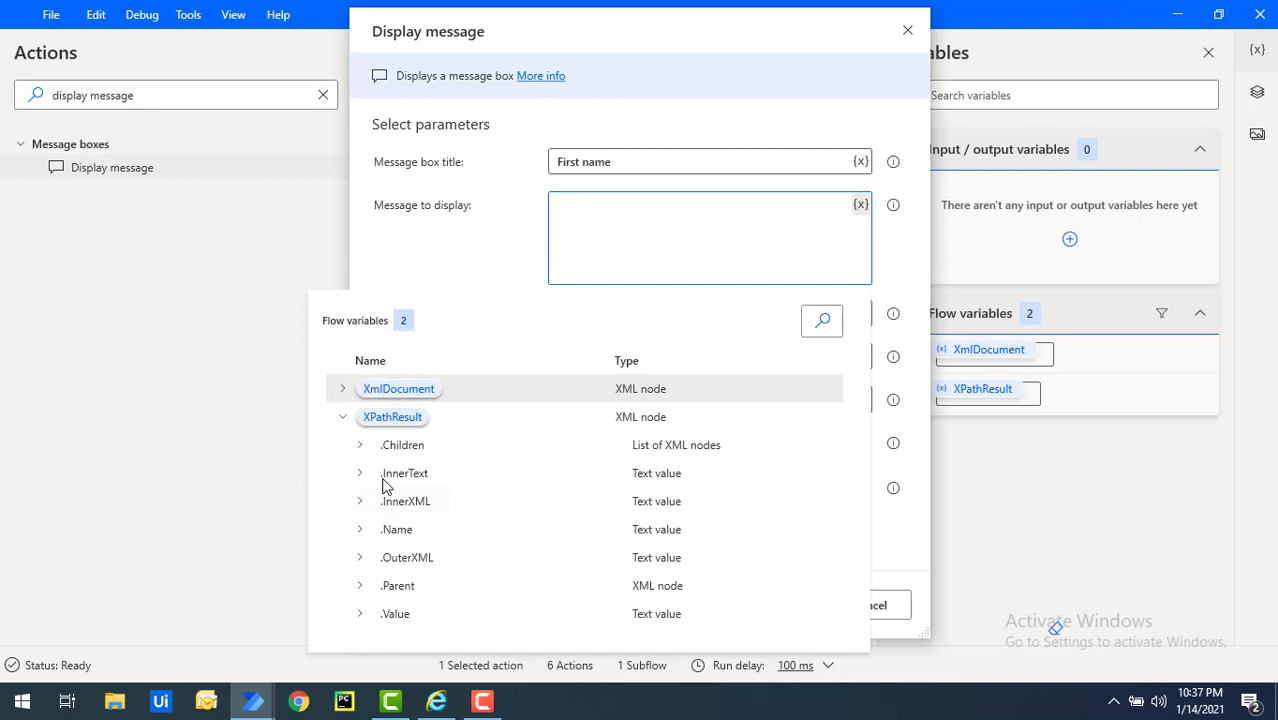 File Edit Debug Tools View Help
Actions
display message
Message boxes
Display message
Display message
Displays a message box More info
Select parameters
Message box title:
First name
{x}
Message to display:
{x}
Flow variables 2
Name Type
XmlDocument XML node
XPathResult XML node
.Children List of XML nodes
.InnerText Text value
.InnerXML Text value
.Name Text value
.OuterXML Text value
.Parent XML node
.Value Text value
cel
ables
{x}
Search variables
Input / output variables 0
There aren't any input or output variables here yet
Flow variables 2
{x} XmlDocument
{x} XPathResult
Activate Windows
Go to Settings to activate Windows.
Status: Ready 1 Selected action 6 Actions 1 Subflow Run delay: 100 ms
Ui
PC
10:37 PM
1/14/2021
2